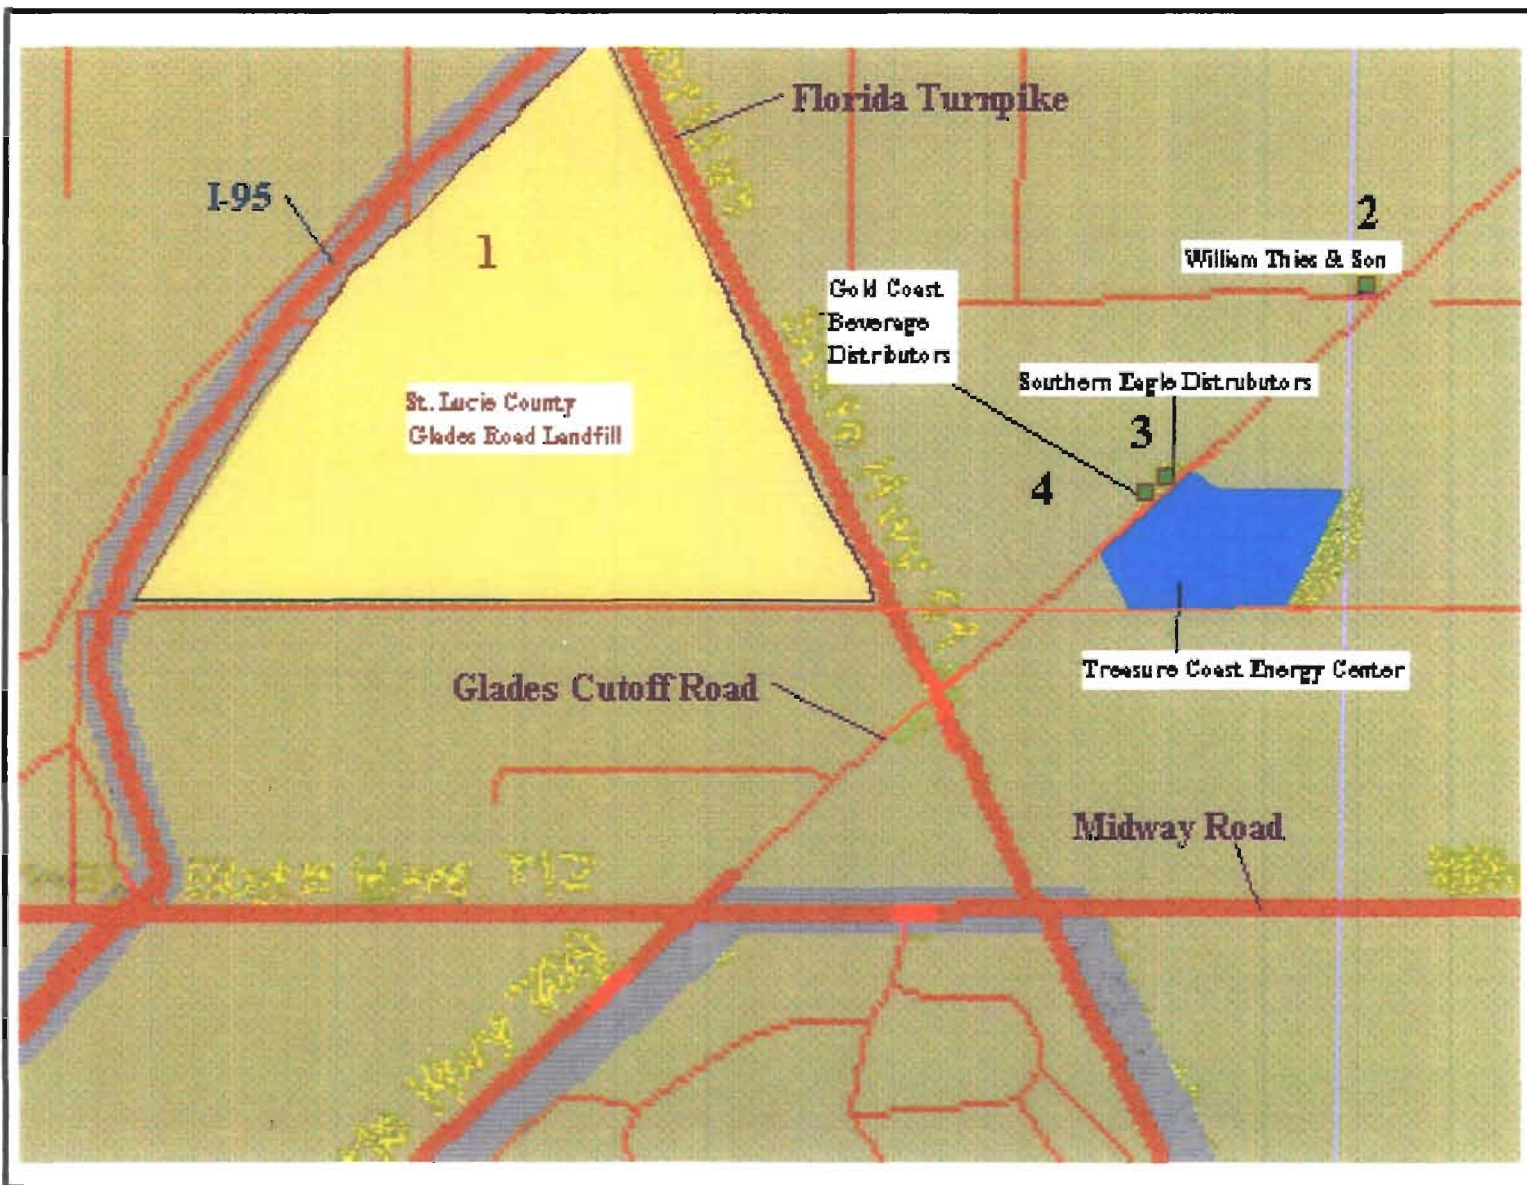 Florida Turnpike
I-95
1
2
William Thies & Son
Gold Coast
Beverage
Distributors
Southern Eagle Distrubutors
3
4
St. Lucie County
Glades Road Landfill
Treasure Coast Energy Center
Glades Cutoff Road
Midway Road